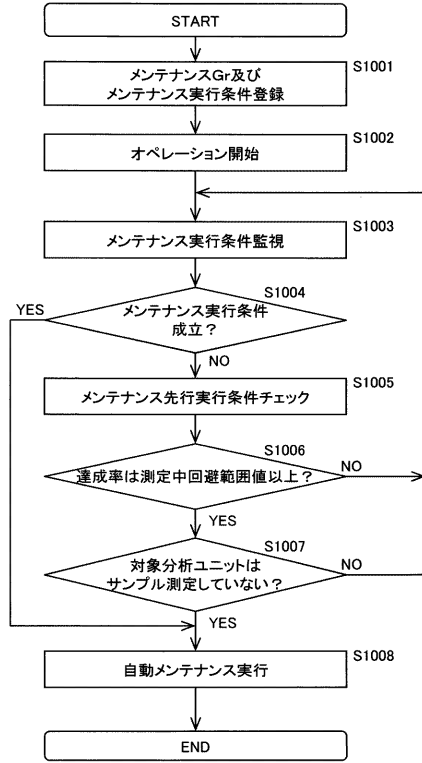 START
S1001
メンテナンスGr及び
メンテナンス実行条件登録
S1002
オペレーション開始
S1003
メンテナンス実行条件監視
S1004
YES
メンテナンス実行条件
成立？
NO
S1005
メンテナンス先行実行条件チェック
S1006
達成率は測定中回避範囲値以上？
NO
YES
S1007
対象分析ユニットは
サンプル測定していない？
NO
YES
S1008
自動メンテナンス実行
END